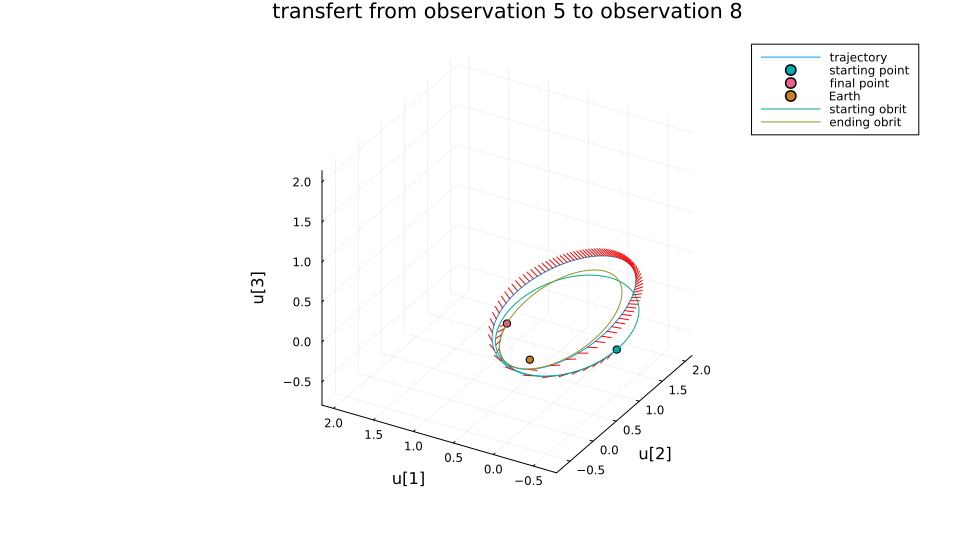 transfert from observation 5 to observation 8
trajectory
starting point
final point
Earth
starting obrit
ending obrit
2.0
1.5
1.0
0.5
0.0
−0.5
u[3]
2.0
1.5
1.0
0.5
0.0
−0.5
u[1]
2.0
1.5
1.0
0.5
0.0
−0.5
u[2]